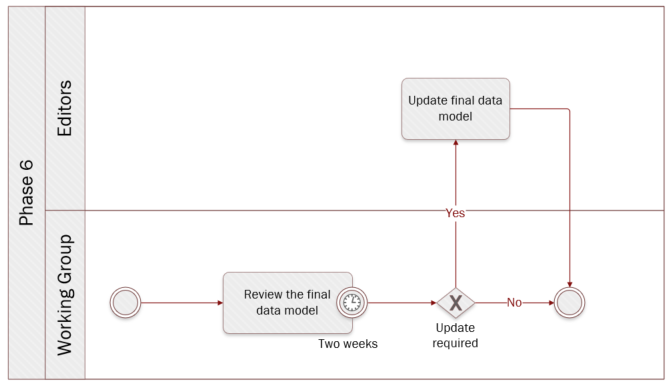 Phase 6
Editors
Update final data
model
Yes
Working Group
Review the final
data model
Two weeks
X
Update
required
No